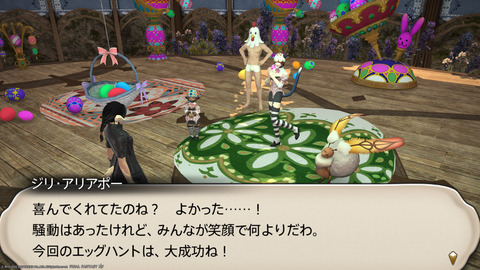 ジリ・アリアポー
喜んでくれてたのね？　よかった……！
騒動はあったけれど、みんなが笑顔で何よりだわ。
今回のエッグハントは、大成功ね！